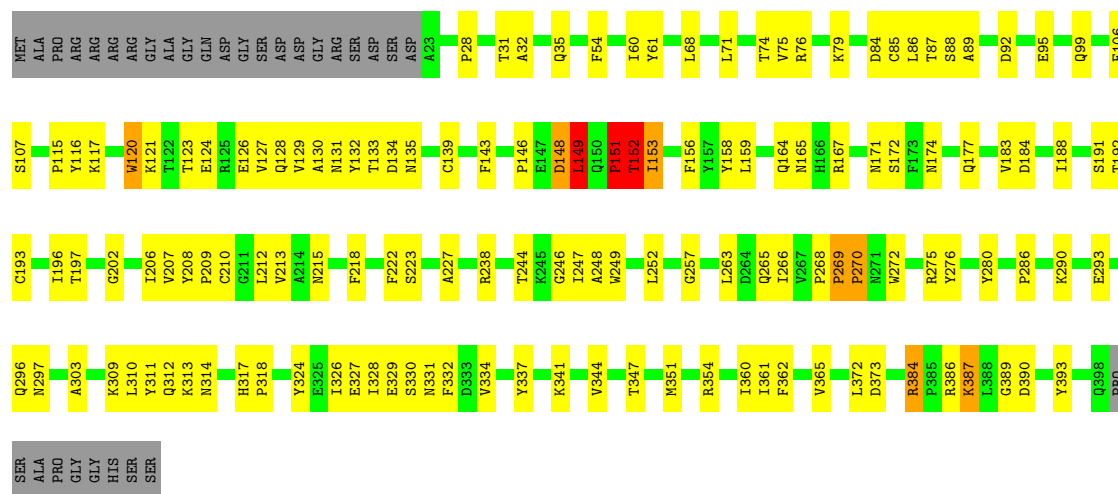 MET ALA PRO ARG ARG ARG ARG GLY ALA GLY GLN ASP GLY SER ASP ASP GLY ARG SER ASP SER ASP A23 P28 T31 A32 Q35 F54 I60 Y61 L68 L71 T74 V75 R76 K79 D84 C85 L86 T87 S88 A89 D92 E95 Q99
S107 P115 Y116 K117 W120 K121 T122 T123 E124 R125 E126 V127 Q128 V129 A130 N131 Y132 T133 D134 N135 C139 F143 P146 E147 D148 L149 Q150 P151 T152 I153 F156 Y157 Y158 L159 Q164 N165 H166 R167 N171 S172 F173 N174 Q177 V183 D184 I188 S191
C193 I196 T197 G202 I206 V207 Y208 P209 C210 G211 L212 V213 A214 N215 F218 F222 S223 A227 R238 T244 K245 G246 I247 A248 W249 L252 G257 L263 D264 Q265 I266 V267 P268 P269 P270 N271 W272 R275 Y276 Y280 P286 K290 E293
Q296 N297 A303 K309 L310 Y311 Q312 K313 N314 H317 P318 Y324 E325 I326 E327 I328 E329 S330 N331 F332 D333 V334 Y337 K341 V344 T347 M351 R354 I360 I361 F362 V365 L372 D373 R384 P385 R386 K387 L388 G389 D390 Y393 Q398
SER ALA PRO GLY GLY HIS SER SER